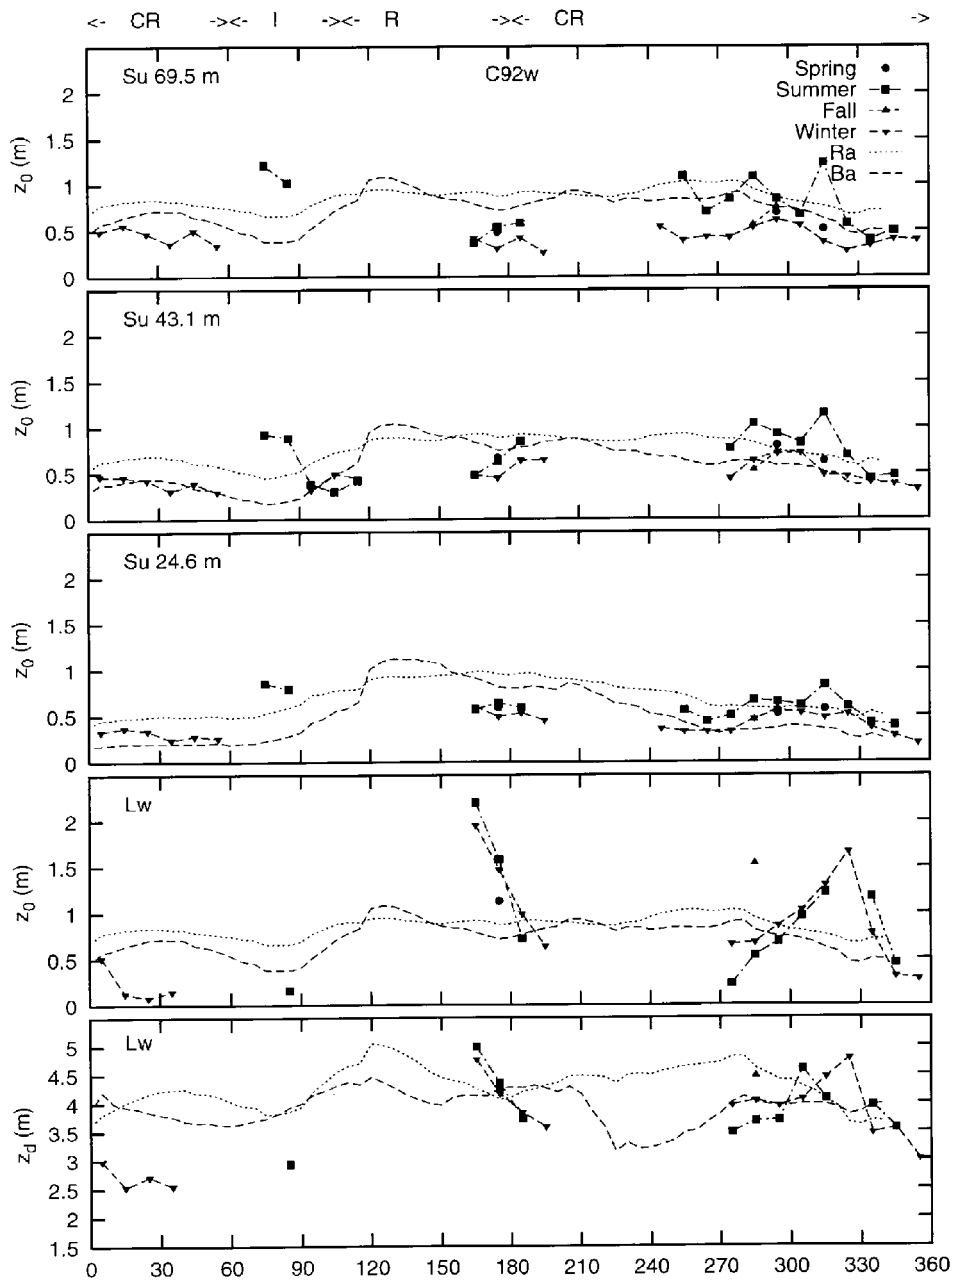 <- CR -><- I -><- R -><- CR ->
Su 69.5 m
C92w
Spring
Summer
Fall
Winter
Ra
Ba
2
1.5
1
0.5
0
z0 (m)
Su 43.1 m
2
1.5
1
0.5
0
z0 (m)
Su 24.6 m
2
1.5
1
0.5
0
z0 (m)
Lw
2
1.5
1
0.5
0
z0 (m)
Lw
5
4.5
4
3.5
3
2.5
2
1.5
zd (m)
0 30 60 90 120 150 180 210 240 270 300 330 360